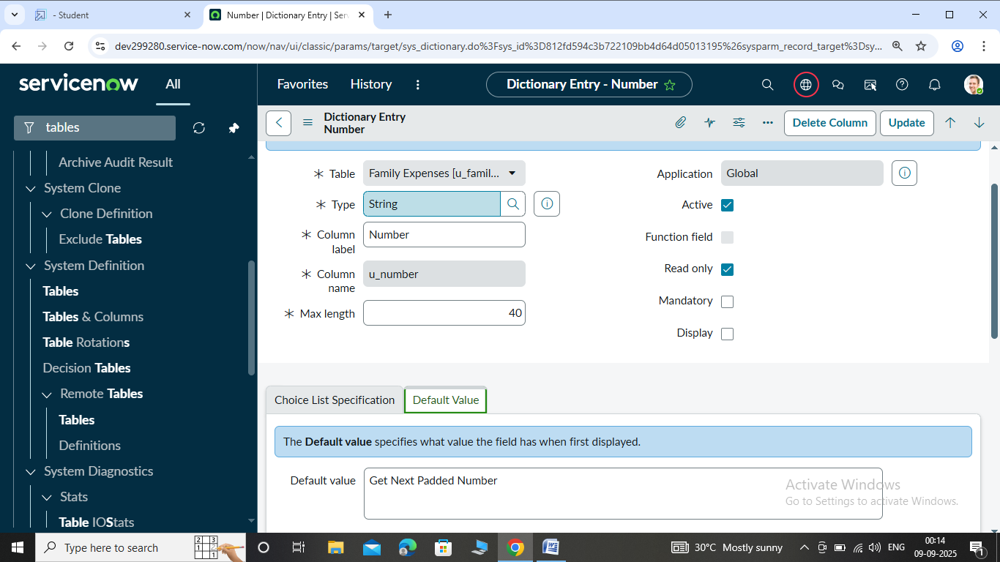 - Student
Number | Dictionary Entry | Ser
dev299280.service-now.com/now/nav/ui/classic/params/target/sys_dictionary.do%3Fsys_id%3D812fd594c3b722109bb4d64d05013195%26sysparm_record_target%3Dsy...
servicenow
All
Favorites
History
Dictionary Entry - Number
tables
Dictionary Entry
Number
Delete Column
Update
Archive Audit Result
System Clone
Clone Definition
Exclude Tables
System Definition
Tables
Tables & Columns
Table Rotations
Decision Tables
Remote Tables
Tables
Definitions
System Diagnostics
Stats
Table IOStats
Table
Family Expenses [u_famil...
Type
String
Column label
Number
Column name
u_number
Max length
40
Application
Global
Active
Function field
Read only
Mandatory
Display
Choice List Specification
Default Value
The Default value specifies what value the field has when first displayed.
Default value
Get Next Padded Number
Activate Windows
Go to Settings to activate Windows.
Type here to search
30°C Mostly sunny
ENG
00:14
09-09-2025
1